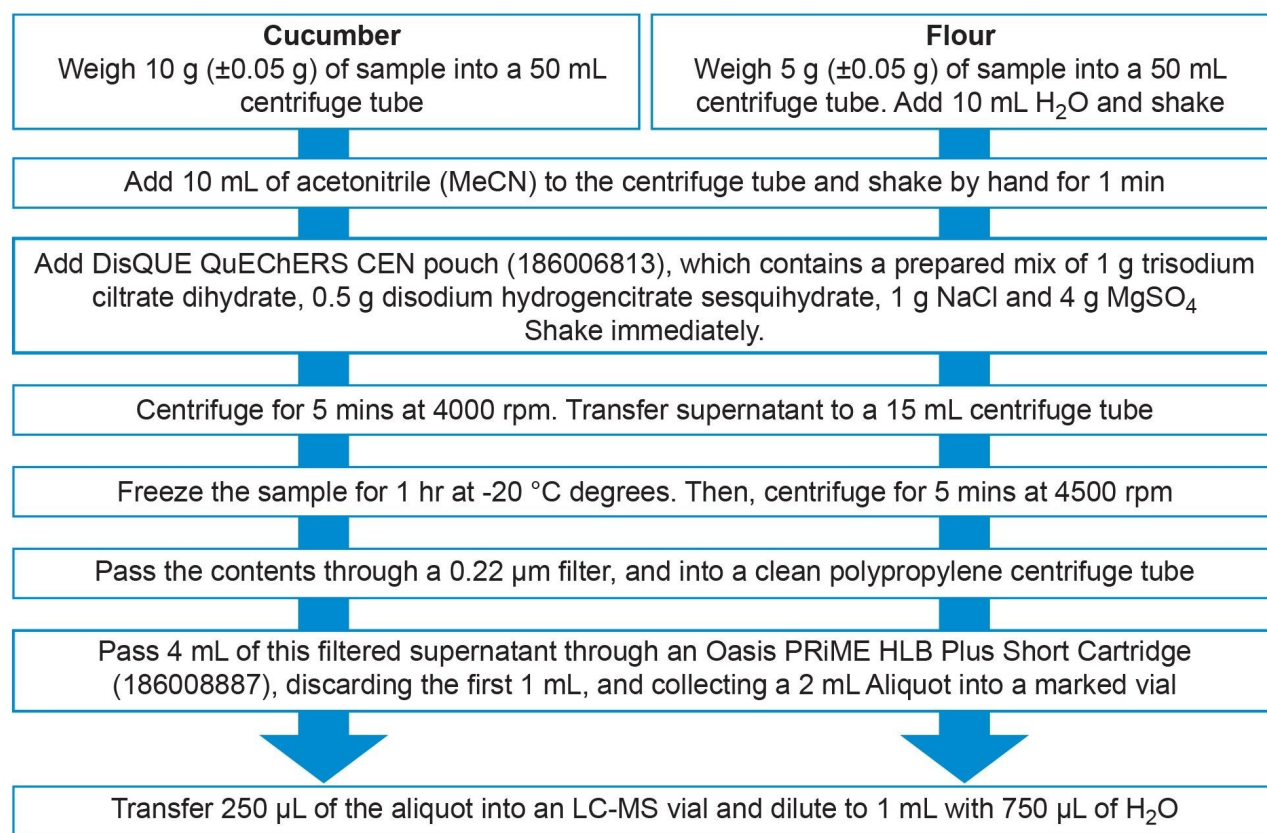 Cucumber
Weigh 10 g (±0.05 g) of sample into a 50 mL
centrifuge tube
Flour
Weigh 5 g (±0.05 g) of sample into a 50 mL
centrifuge tube. Add 10 mL H₂O and shake
Add 10 mL of acetonitrile (MeCN) to the centrifuge tube and shake by hand for 1 min
Add DisQUE QuEChERS CEN pouch (186006813), which contains a prepared mix of 1 g trisodium
ciltrate dihydrate, 0.5 g disodium hydrogencitrate sesquihydrate, 1 g NaCl and 4 g MgSO₄
Shake immediately.
Centrifuge for 5 mins at 4000 rpm. Transfer supernatant to a 15 mL centrifuge tube
Freeze the sample for 1 hr at -20 °C degrees. Then, centrifuge for 5 mins at 4500 rpm
Pass the contents through a 0.22 µm filter, and into a clean polypropylene centrifuge tube
Pass 4 mL of this filtered supernatant through an Oasis PRiME HLB Plus Short Cartridge
(186008887), discarding the first 1 mL, and collecting a 2 mL Aliquot into a marked vial
Transfer 250 µL of the aliquot into an LC-MS vial and dilute to 1 mL with 750 µL of H₂O